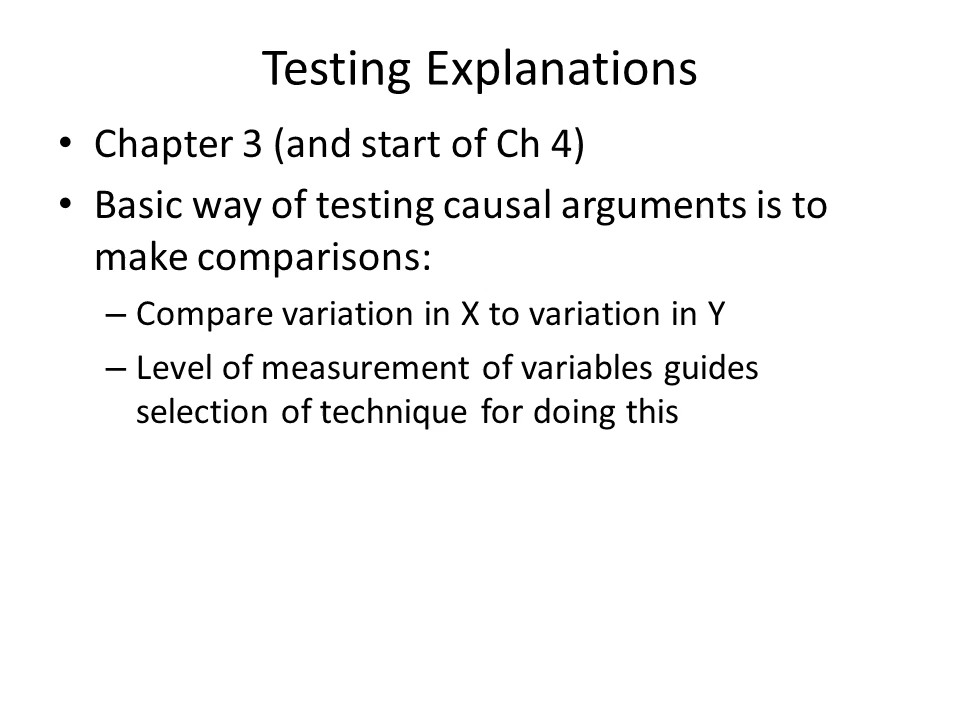 Testing Explanations
• Chapter 3 (and start of Ch 4)
• Basic way of testing causal arguments is to
make comparisons:
– Compare variation in X to variation in Y
– Level of measurement of variables guides
selection of technique for doing this